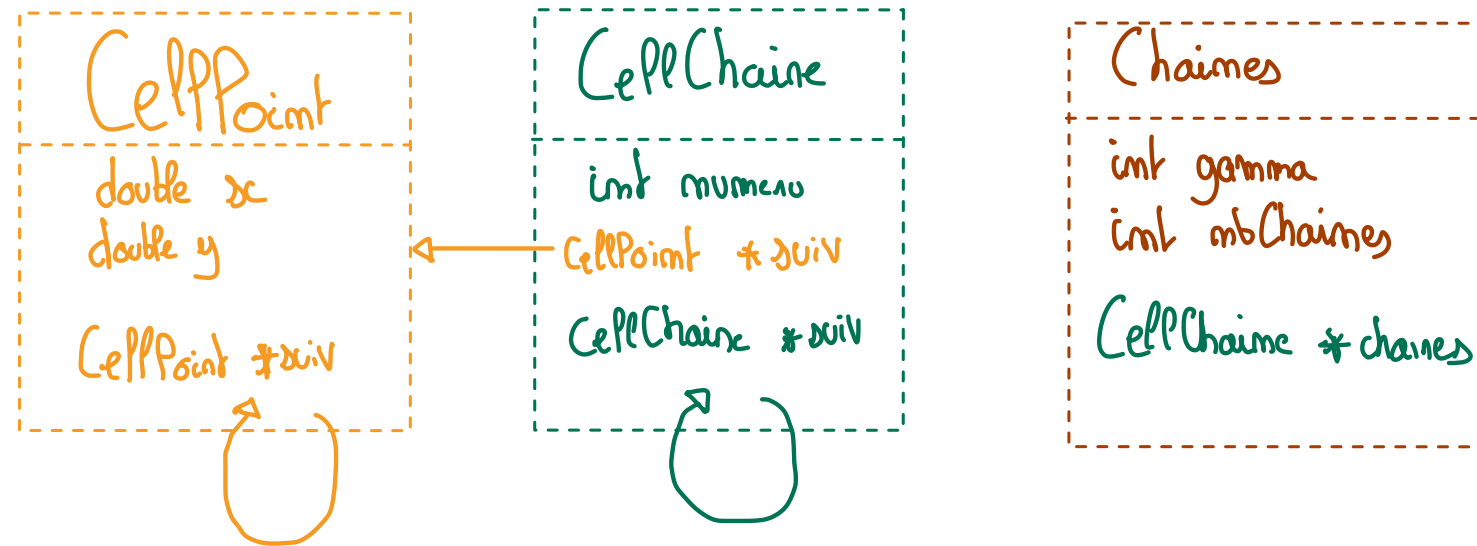 CellPoint
double x
double y
CellPoint *suiv
CellChaine
int numero
CellPoint *suiv
CellChaine *suiv
Chaines
int gamma
int nbChaines
CellChaine *chaines